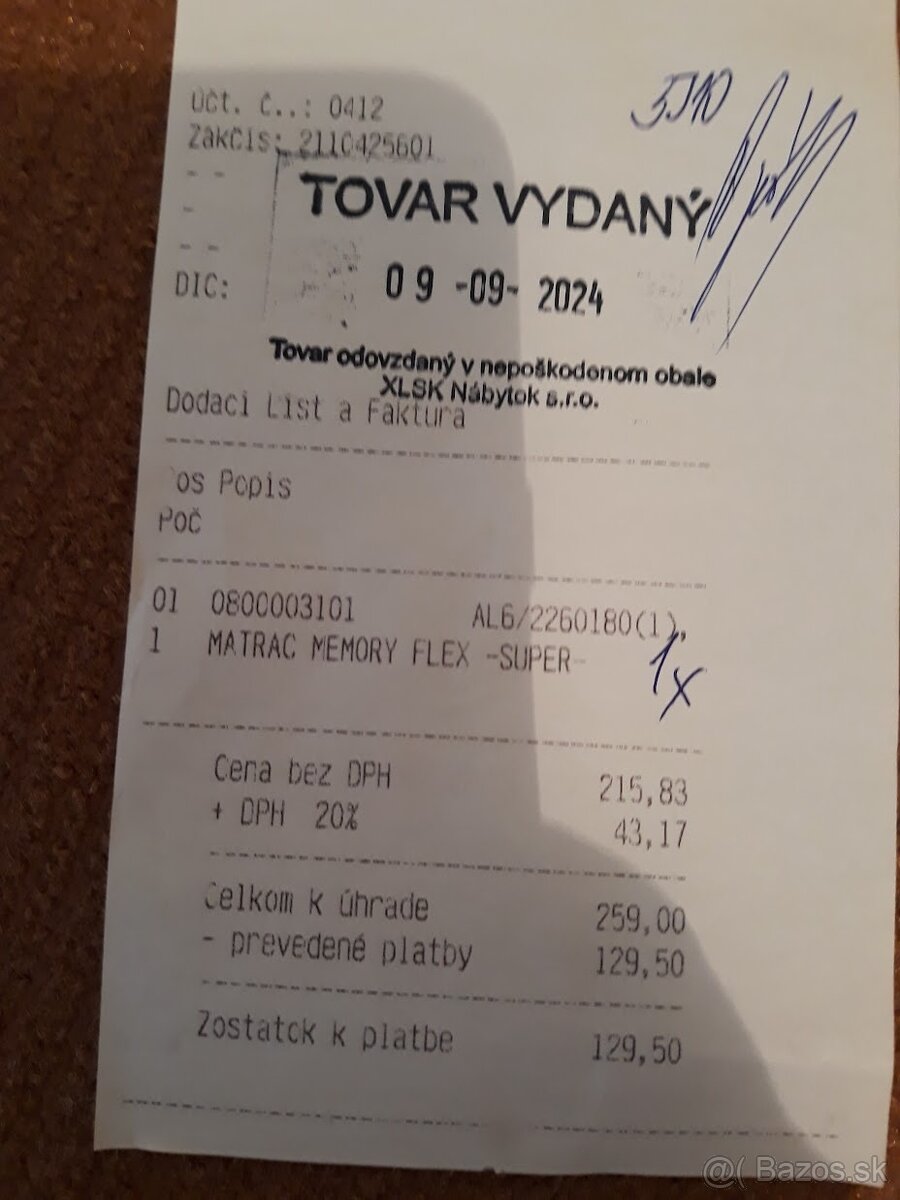 Účt. č..: 0412
Zakčis: 2110425601
- -
TOVAR VYDANÝ
-
- -
DIC:
09 -09- 2024
Tovar odovzdaný v nepoškodenom obale
XLSK Nábytok s.r.o.
Dodaci List a Faktura
os Popis
Poč
01 0800003101 AL6/2260180(1),
1 MATRAC MEMORY FLEX -SUPER-
1x
Cena bez DPH 215,83
+ DPH 20% 43,17
Celkom k úhrade 259,00
- prevedené platby 129,50
Zostatok k platbe 129,50
@( Bazos.sk